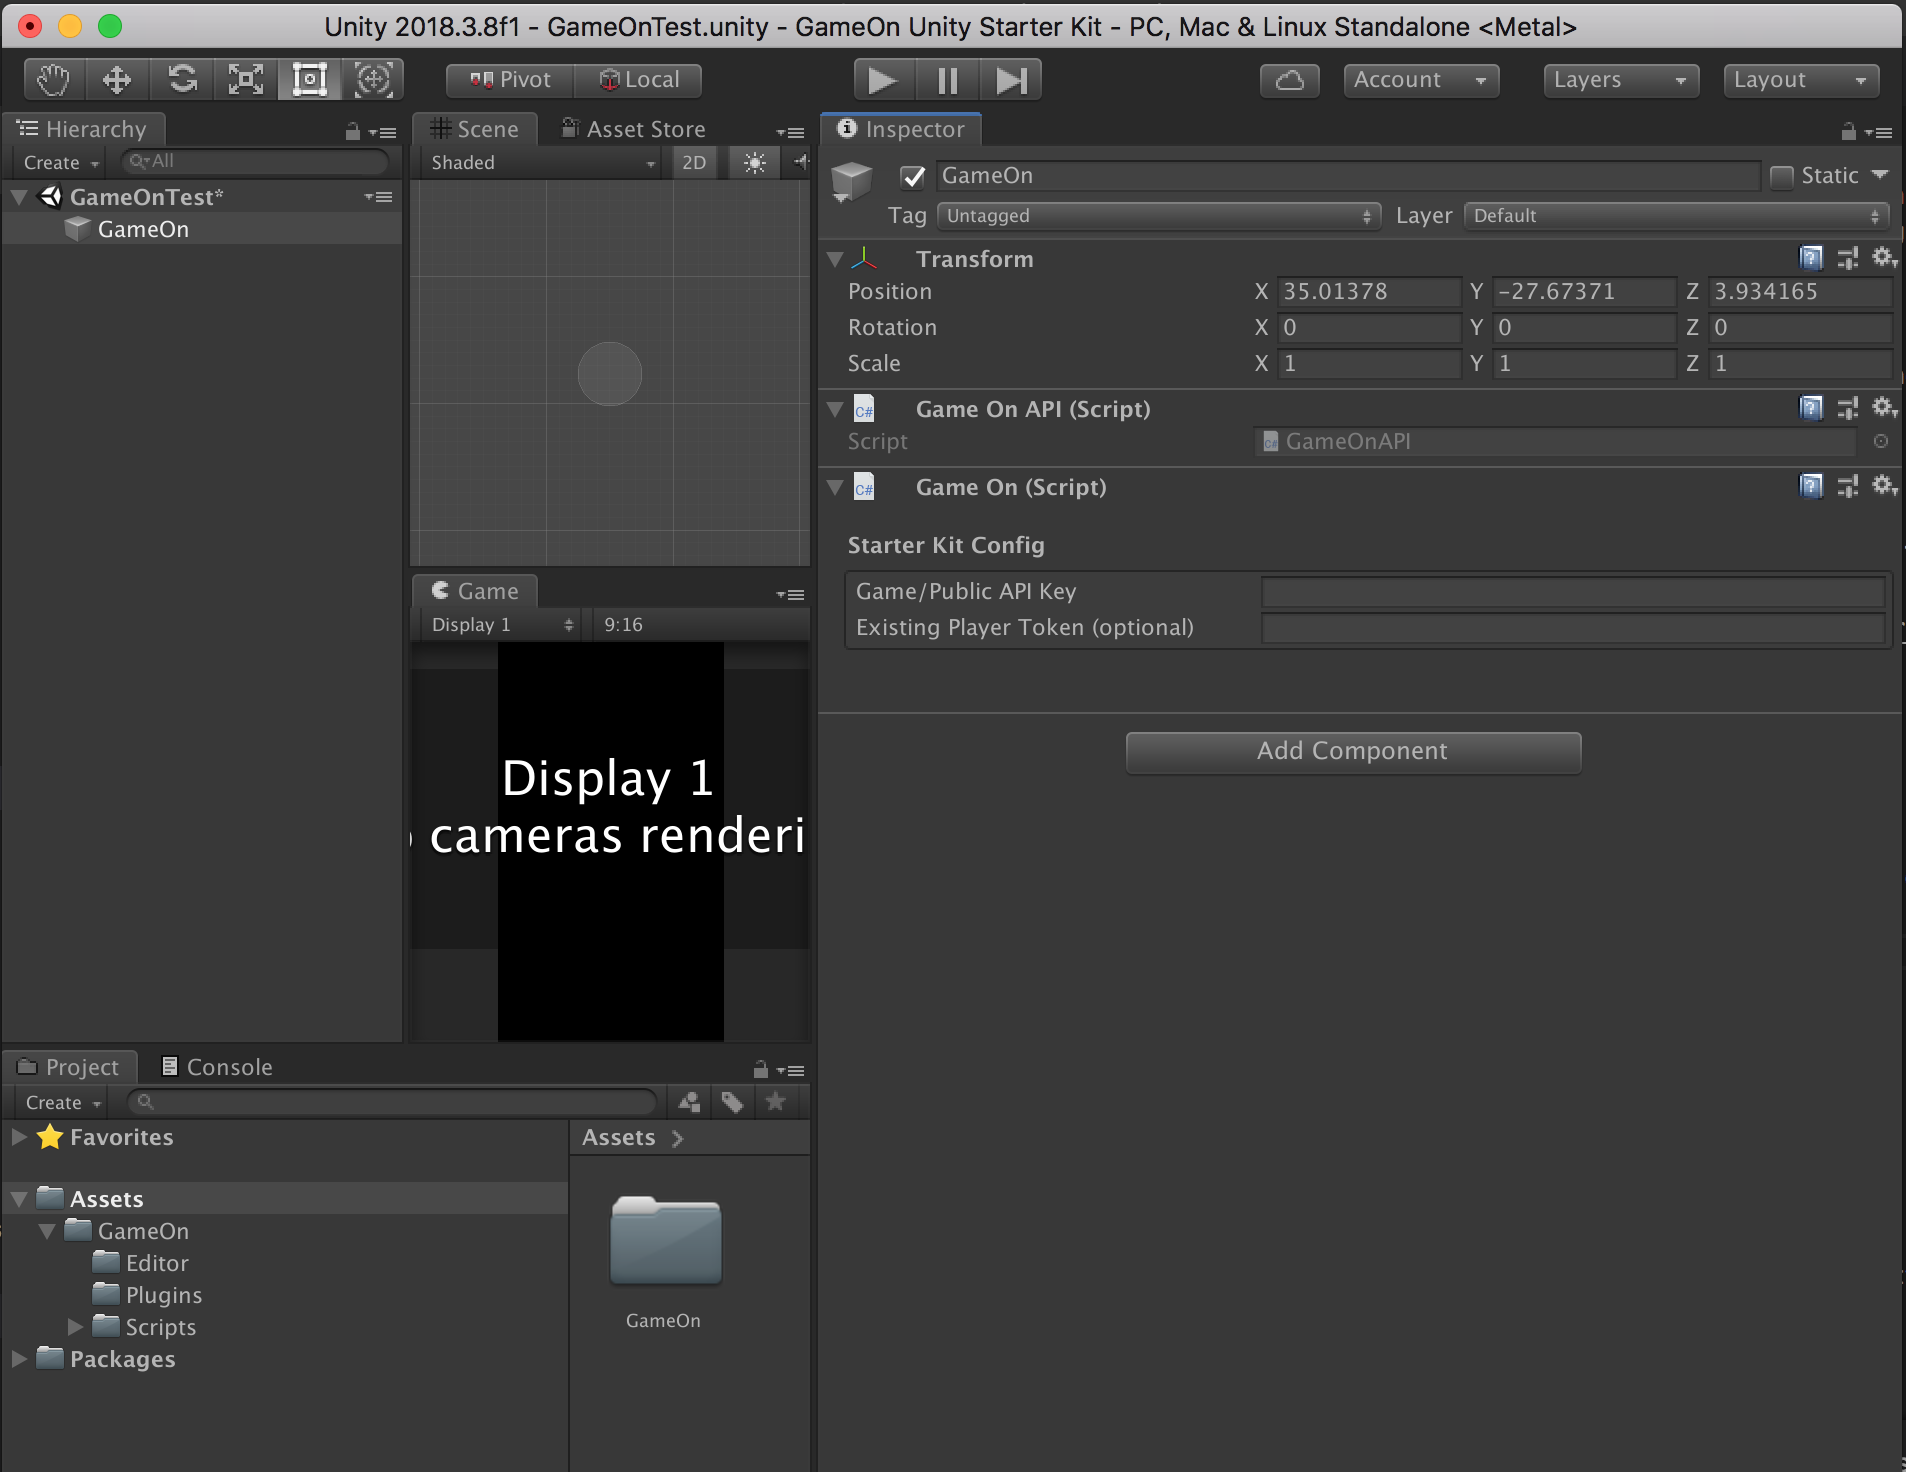 Unity 2018.3.8f1 - GameOnTest.unity - GameOn Unity Starter Kit - PC, Mac & Linux Standalone <Metal>
Pivot Local Account Layers Layout
Hierarchy
Create All
GameOnTest*
GameOn
Scene Asset Store
Shaded 2D
Game
Display 1 9:16
Display 1
cameras renderi
Inspector
GameOn Static
Tag Untagged Layer Default
Transform
Position X 35.01378 Y -27.67371 Z 3.934165
Rotation X 0 Y 0 Z 0
Scale X 1 Y 1 Z 1
C# Game On API (Script)
Script C# GameOnAPI
C# Game On (Script)
Starter Kit Config
Game/Public API Key
Existing Player Token (optional)
Add Component
Project Console
Create
Favorites
Assets
GameOn
Editor
Plugins
Scripts
Packages
Assets
GameOn